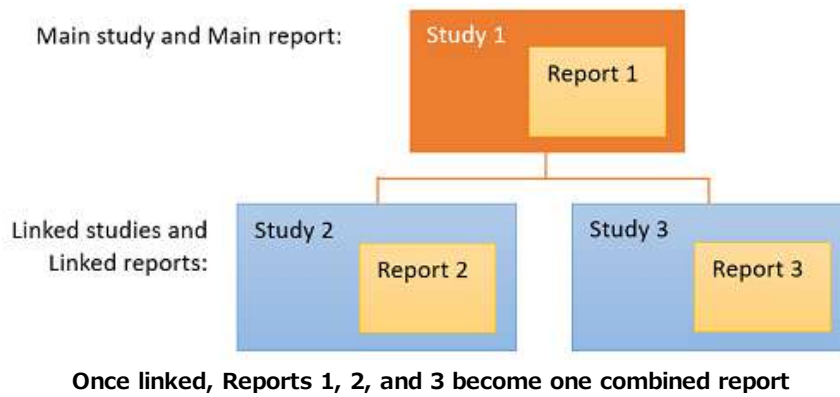 Main study and Main report:
Study 1
Report 1
Linked studies and
Linked reports:
Study 2
Report 2
Study 3
Report 3
Once linked, Reports 1, 2, and 3 become one combined report